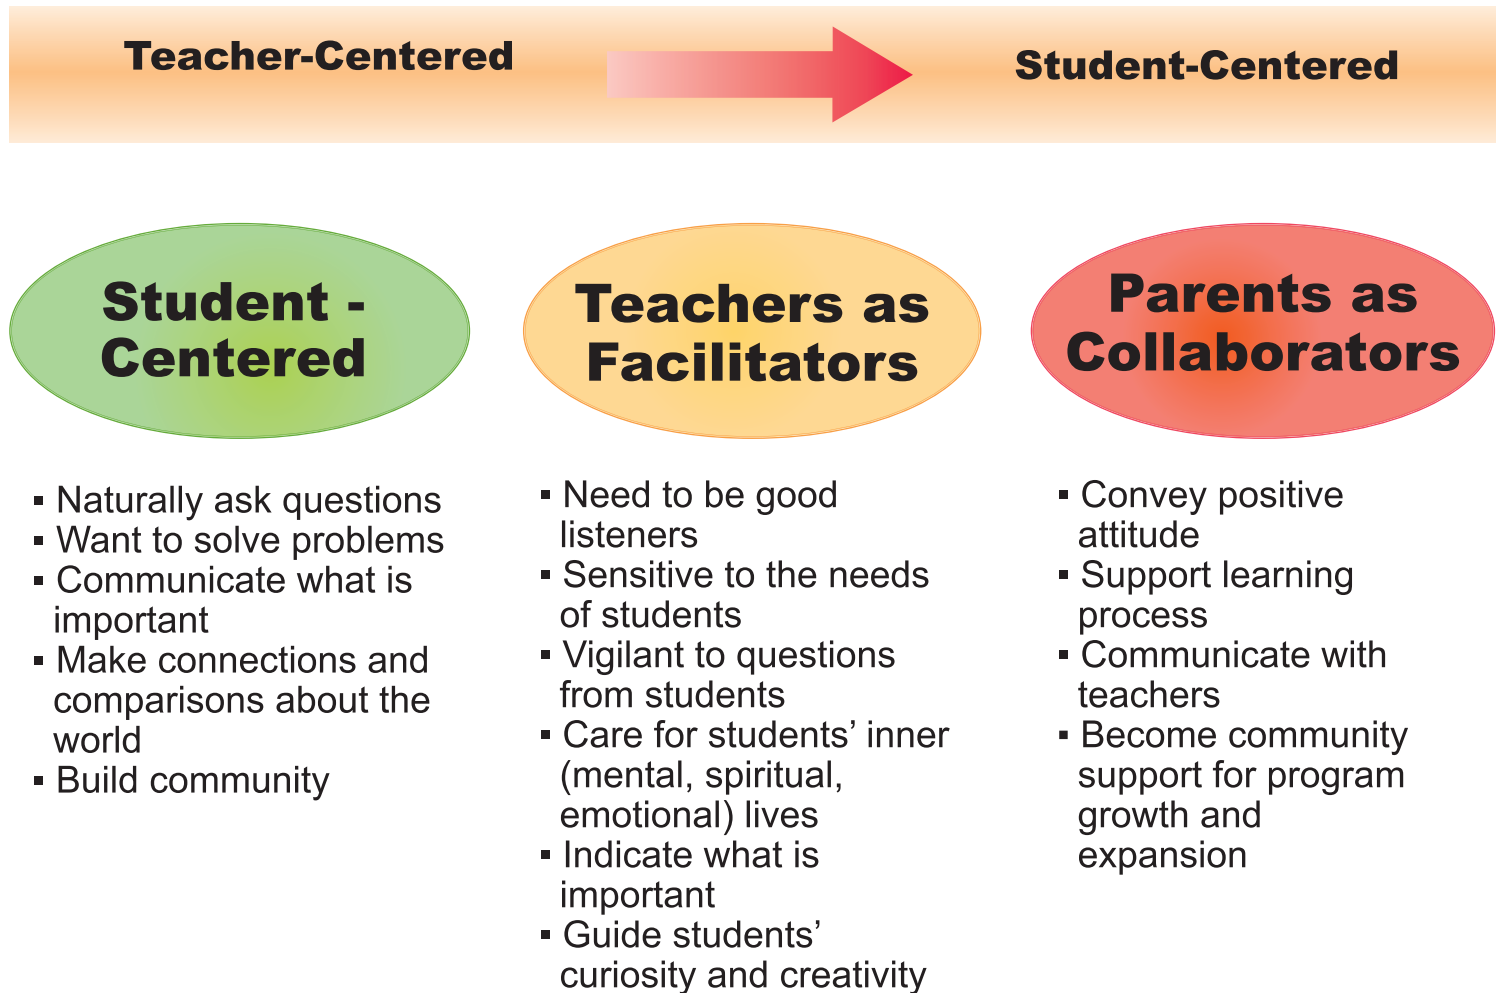 Teacher-Centered
Student-Centered
Student -
Centered
▪ Naturally ask questions
▪ Want to solve problems
▪ Communicate what is
important
▪ Make connections and
comparisons about the
world
▪ Build community
Teachers as
Facilitators
▪ Need to be good
listeners
▪ Sensitive to the needs
of students
▪ Vigilant to questions
from students
▪ Care for students’ inner
(mental, spiritual,
emotional) lives
▪ Indicate what is
important
▪ Guide students’
curiosity and creativity
Parents as
Collaborators
▪ Convey positive
attitude
▪ Support learning
process
▪ Communicate with
teachers
▪ Become community
support for program
growth and
expansion